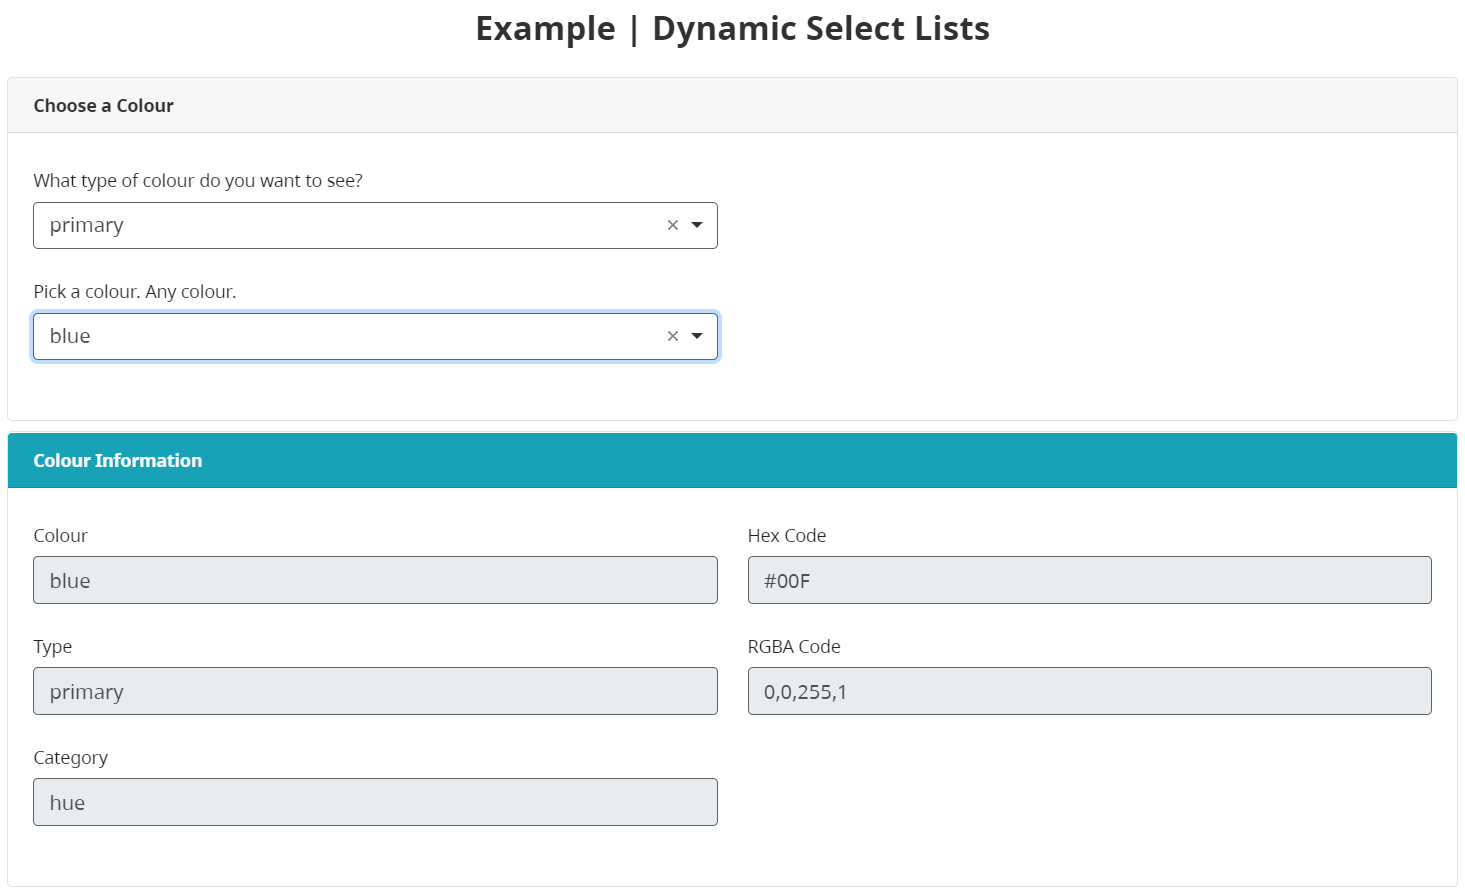 Example | Dynamic Select Lists
Choose a Colour
What type of colour do you want to see?
primary
Pick a colour. Any colour.
blue
Colour Information
Colour
blue
Hex Code
#00F
Type
primary
RGBA Code
0,0,255,1
Category
hue